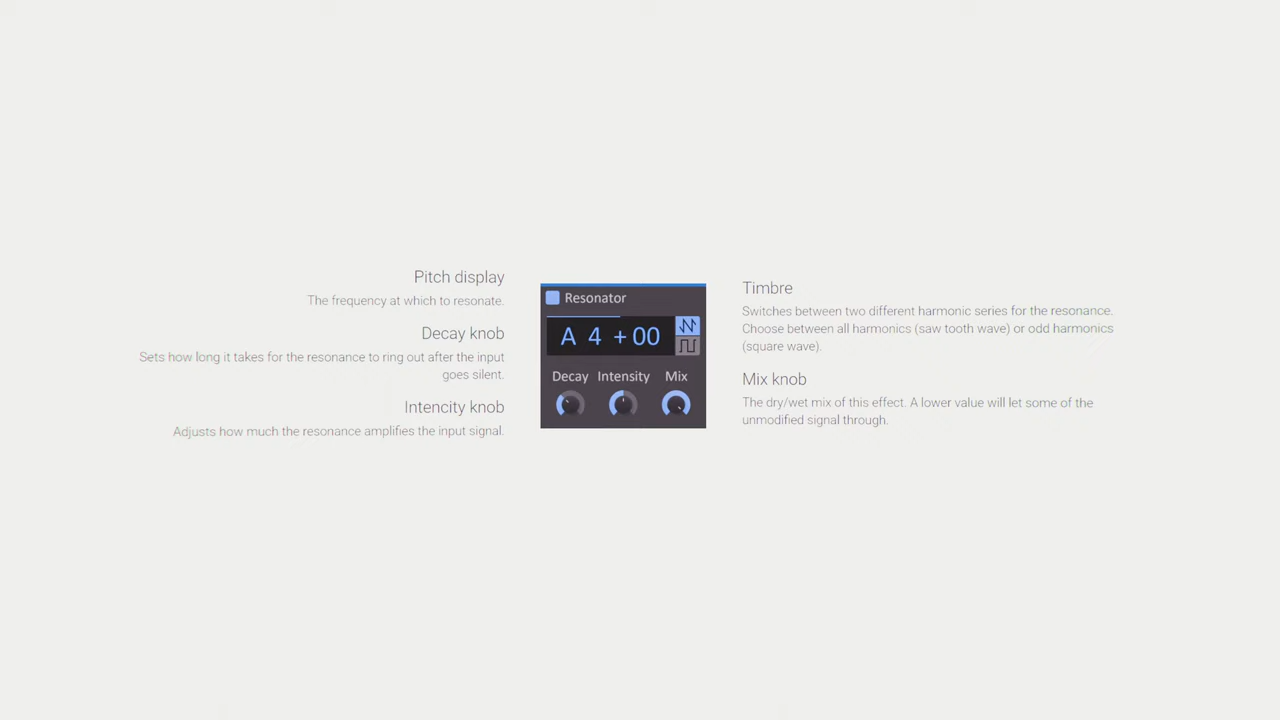 Pitch display
The frequency at which to resonate.
Decay knob
Sets how long it takes for the resonance to ring out after the input
goes silent.
Intencity knob
Adjusts how much the resonance amplifies the input signal.
Resonator
A 4 +00
Decay Intensity Mix
Timbre
Switches between two different harmonic series for the resonance.
Choose between all harmonics (saw tooth wave) or odd harmonics
(square wave).
Mix knob
The dry/wet mix of this effect. A lower value will let some of the
unmodified signal through.